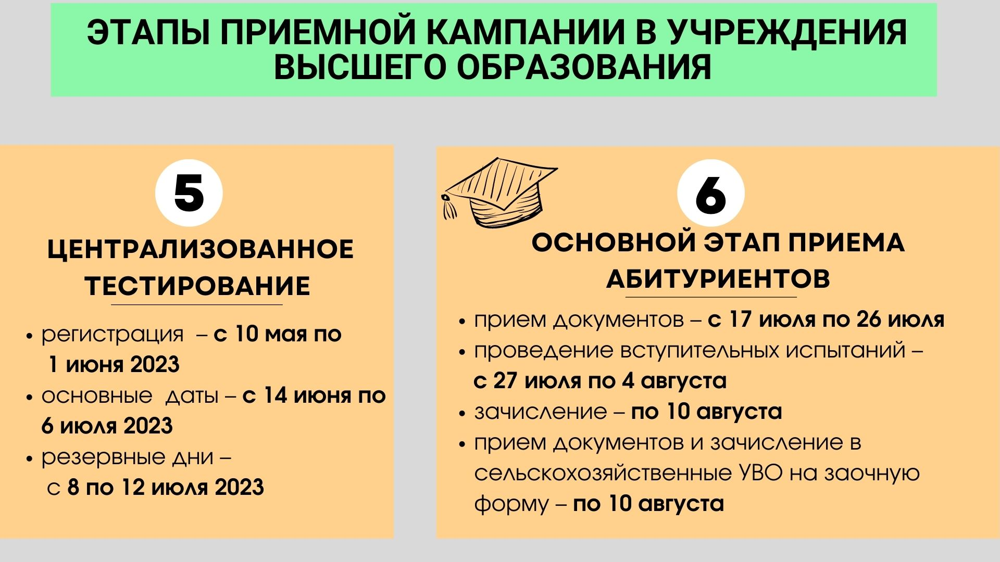 ЭТАПЫ ПРИЕМНОЙ КАМПАНИИ В УЧРЕЖДЕНИЯ
ВЫСШЕГО ОБРАЗОВАНИЯ
5
ЦЕНТРАЛИЗОВАННОЕ
ТЕСТИРОВАНИЕ
• регистрация – с 10 мая по
1 июня 2023
• основные даты – с 14 июня по
6 июля 2023
• резервные дни –
с 8 по 12 июля 2023
6
ОСНОВНОЙ ЭТАП ПРИЕМА
АБИТУРИЕНТОВ
• прием документов – с 17 июля по 26 июля
• проведение вступительных испытаний –
с 27 июля по 4 августа
• зачисление – по 10 августа
• прием документов и зачисление в
сельскохозяйственные УВО на заочную
форму – по 10 августа